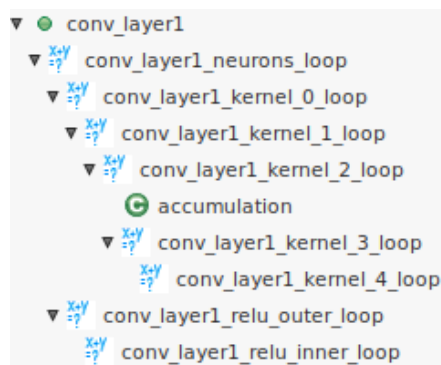 conv_layer1
conv_layer1_neurons_loop
conv_layer1_kernel_0_loop
conv_layer1_kernel_1_loop
conv_layer1_kernel_2_loop
accumulation
conv_layer1_kernel_3_loop
conv_layer1_kernel_4_loop
conv_layer1_relu_outer_loop
conv_layer1_relu_inner_loop